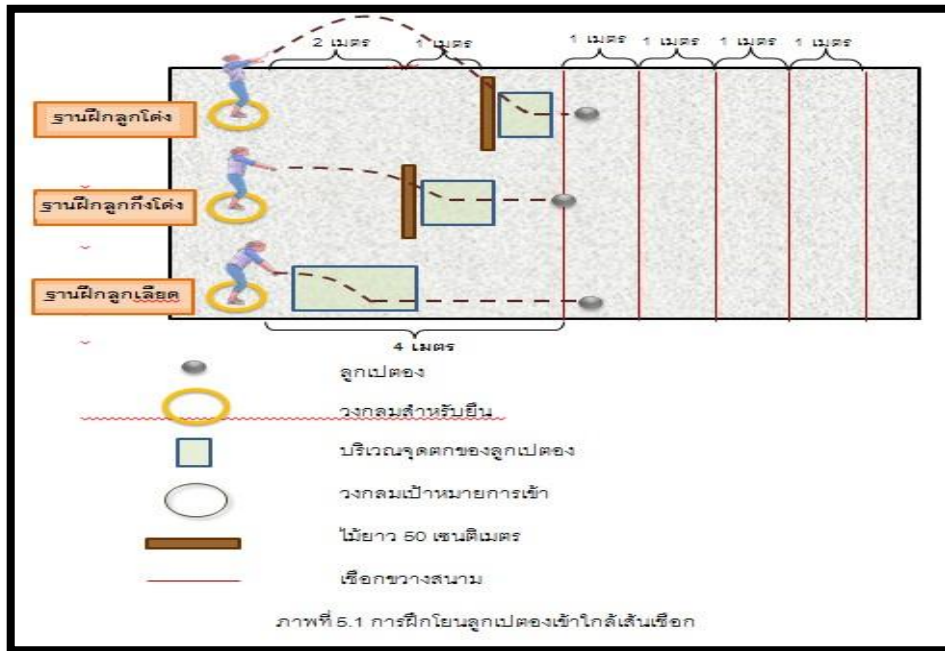 2 เมตร 1 เมตร 1 เมตร 1 เมตร 1 เมตร 1 เมตร
ฐานฝึกลูกโด่ง
ฐานฝึกลูกกึ่งโด่ง
ฐานฝึกลูกเลียด
4 เมตร
ลูกเปตอง
วงกลมสำหรับยืน
บริเวณจุดตกของลูกเปตอง
วงกลมเป้าหมายการเข้า
ไม้ยาว 50 เซนติเมตร
เชือกขวางสนาม
ภาพที่ 5.1 การฝึกโยนลูกเปตองเข้าใกล้เส้นเชือก